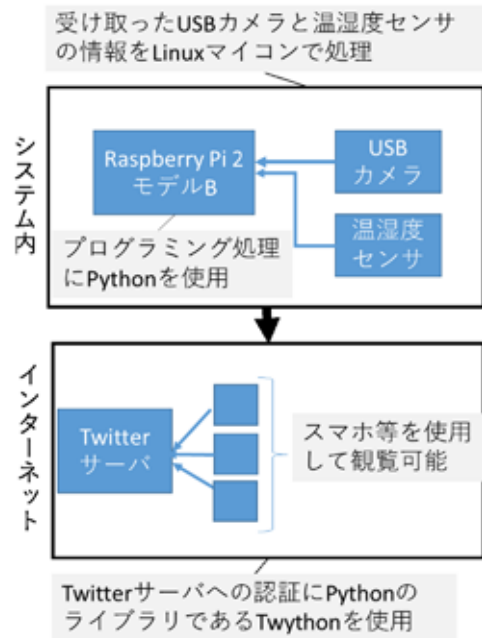 受け取ったUSBカメラと温湿度センサ
の情報をLinuxマイコンで処理
システム内
Raspberry Pi 2
モデルB
USB
カメラ
温湿度
センサ
プログラミング処理
にPythonを使用
インターネット
Twitter
サーバ
スマホ等を使用
して観覧可能
Twitterサーバへの認証にPythonの
ライブラリであるTwythonを使用